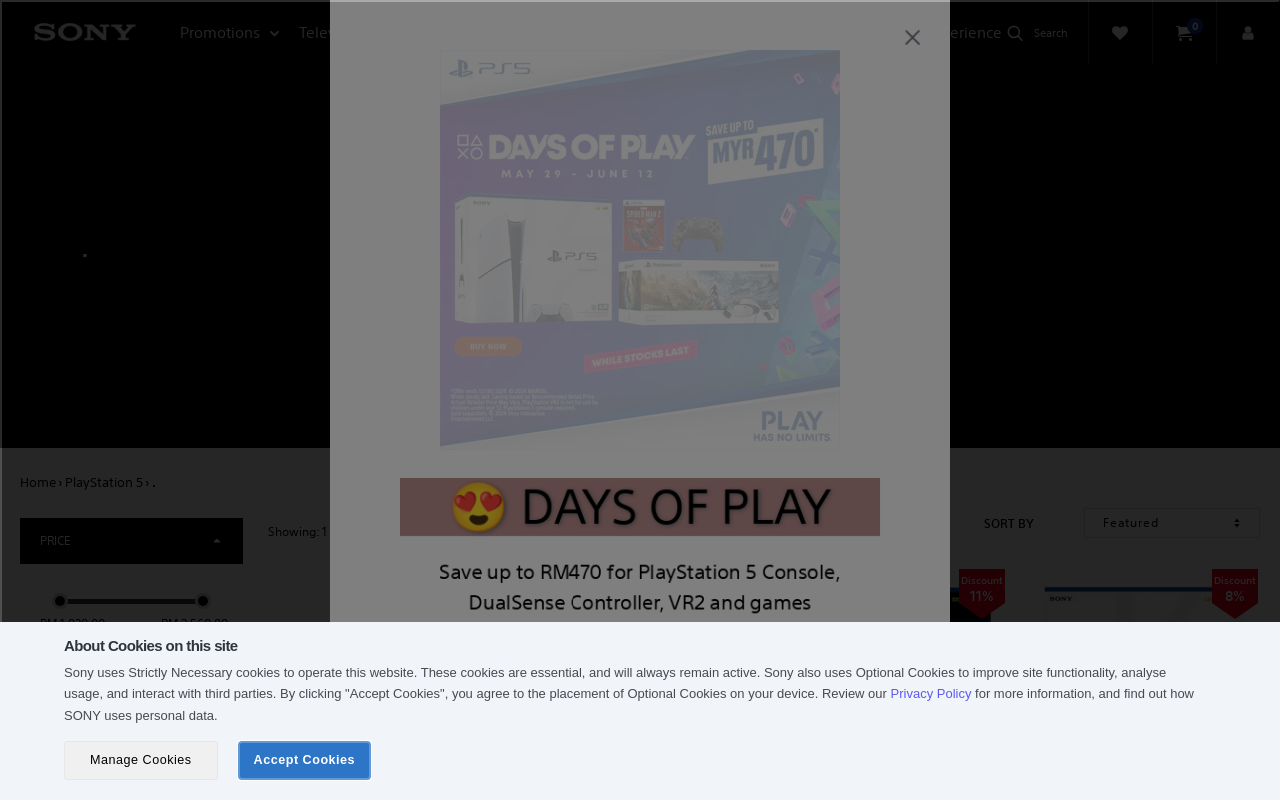 SONY
Promotions
Search
0
PS5
DAYS OF PLAY
MAY 29 - JUNE 12
SAVE UP TO
MYR470*
BUY NOW
WHILE STOCKS LAST
PLAY
HAS NO LIMITS.
Home › PlayStation 5 › .
PRICE
Showing: 1
SORT BY
Featured
😍 DAYS OF PLAY
Save up to RM470 for PlayStation 5 Console,
DualSense Controller, VR2 and games
Discount
11%
SONY
Discount
8%
About Cookies on this site
Sony uses Strictly Necessary cookies to operate this website. These cookies are essential, and will always remain active. Sony also uses Optional Cookies to improve site functionality, analyse
usage, and interact with third parties. By clicking "Accept Cookies", you agree to the placement of Optional Cookies on your device. Review our Privacy Policy for more information, and find out how
SONY uses personal data.
Manage Cookies
Accept Cookies